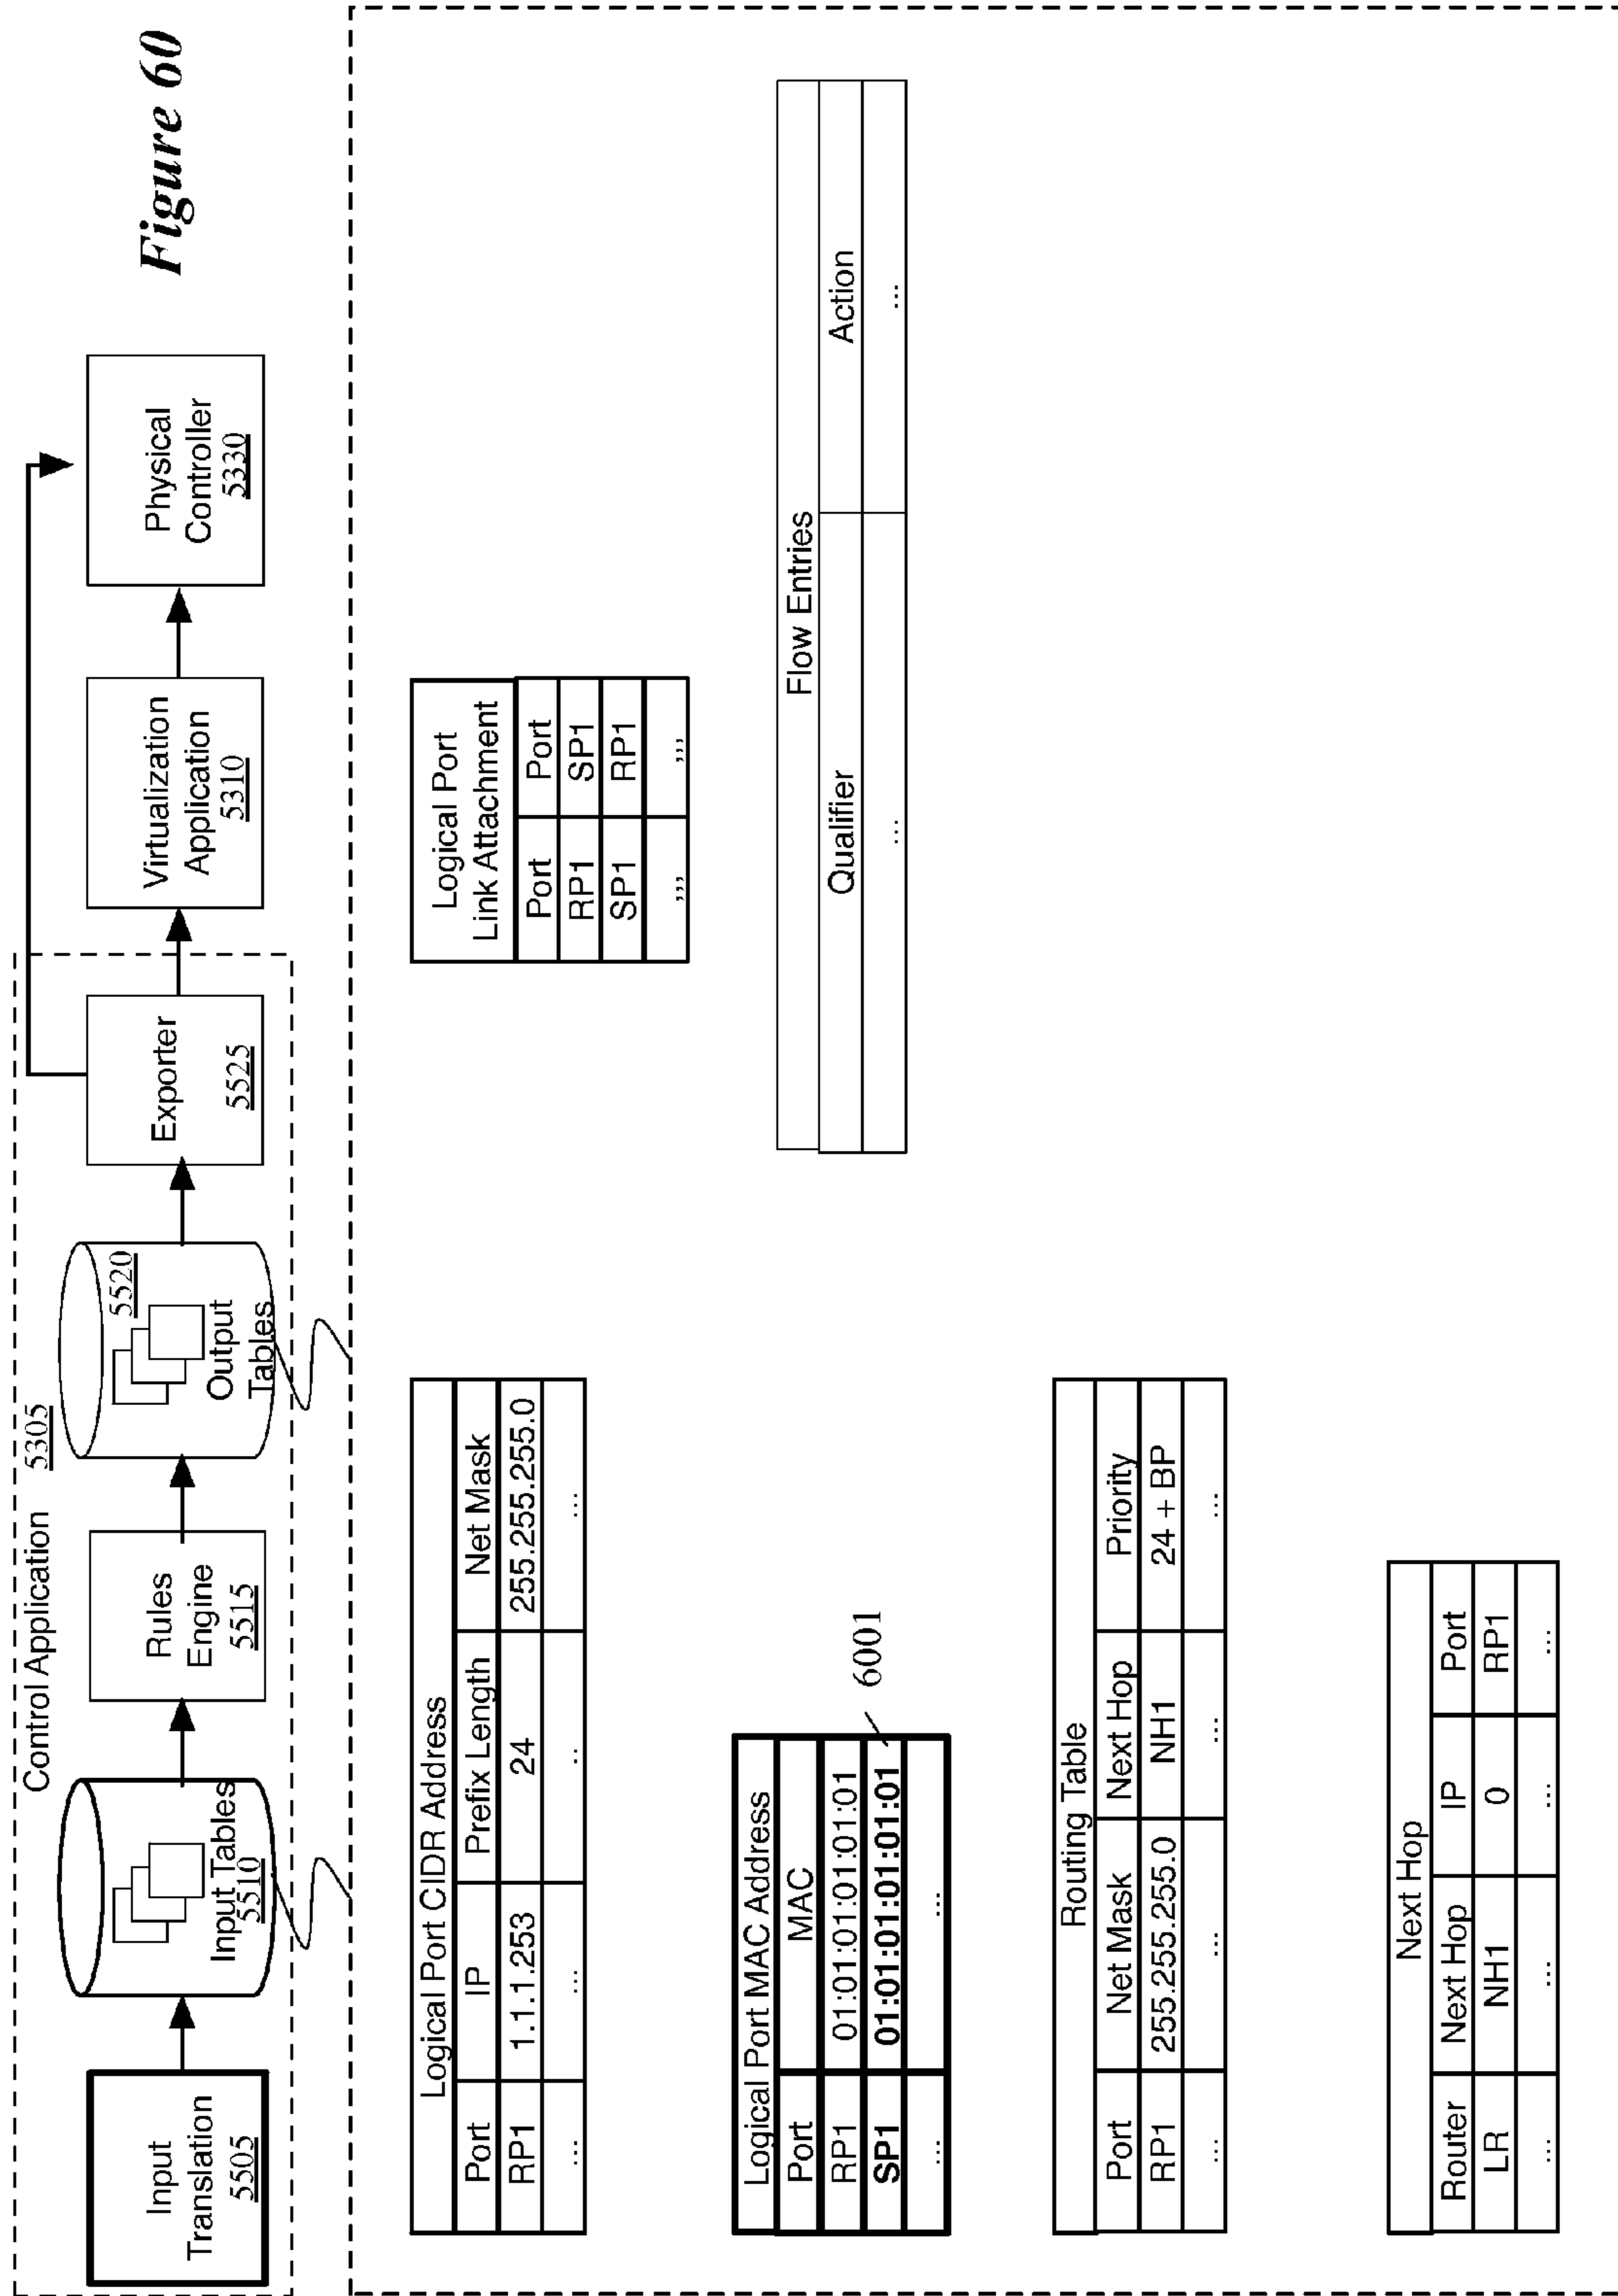 Figure 60
Control Application
5305
Input
Translation
5505
Input Tables
5510
Rules
Engine
5515
5520
Output
Tables
Exporter
5525
Virtualization
Application
5310
Physical
Controller
5330
Logical Port CIDR Address
Port IP Prefix Length Net Mask
RP1 1.1.1.253 24 255.255.255.0
... ... .. ...
Logical Port
Link Attachment
Port Port
RP1 SP1
SP1 RP1
,,, ,,,
Logical Port MAC Address
Port MAC
RP1 01:01:01:01:01:01
SP1 01:01:01:01:01:01
... ...
6001
Flow Entries
Qualifier Action
... ...
Routing Table
Port Net Mask Next Hop Priority
RP1 255.255.255.0 NH1 24 + BP
... ... ... ...
Next Hop
Router Next Hop IP Port
LR NH1 0 RP1
... ... ... ...